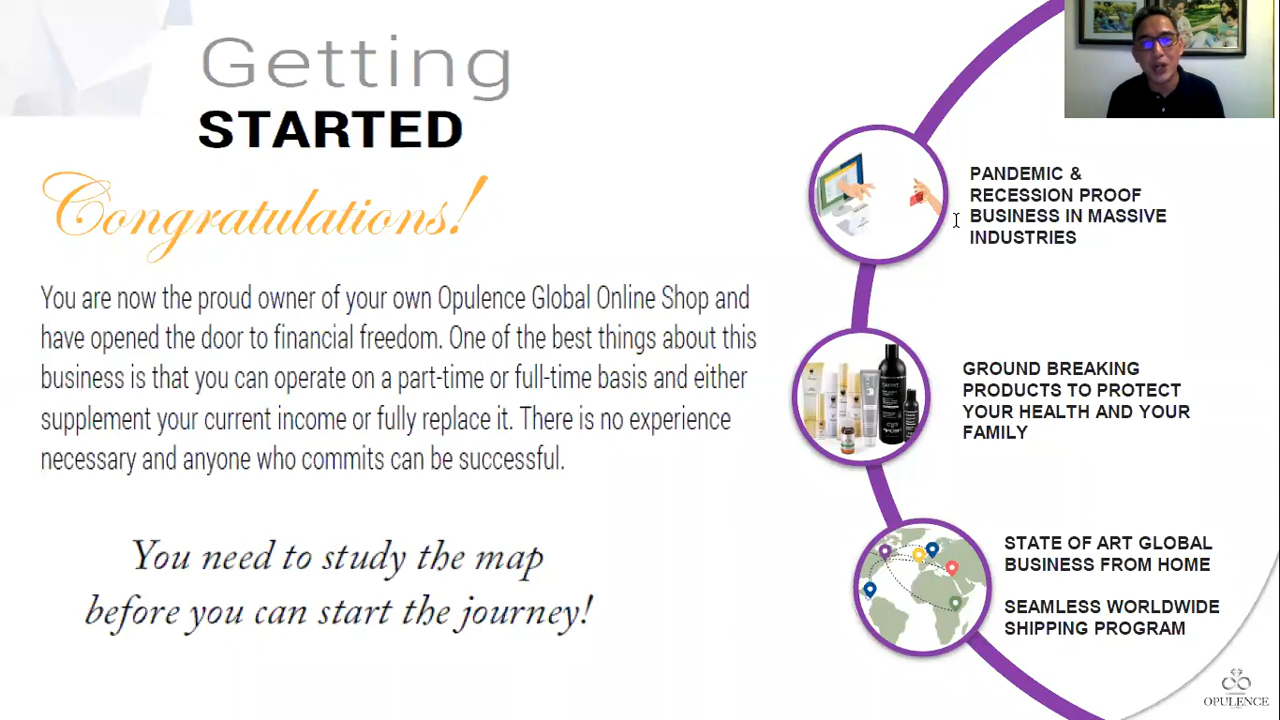 Getting
STARTED
Congratulations!
You are now the proud owner of your own Opulence Global Online Shop and
have opened the door to financial freedom. One of the best things about this
business is that you can operate on a part-time or full-time basis and either
supplement your current income or fully replace it. There is no experience
necessary and anyone who commits can be successful.
You need to study the map
before you can start the journey!
PANDEMIC &
RECESSION PROOF
BUSINESS IN MASSIVE
INDUSTRIES
GROUND BREAKING
PRODUCTS TO PROTECT
YOUR HEALTH AND YOUR
FAMILY
STATE OF ART GLOBAL
BUSINESS FROM HOME
SEAMLESS WORLDWIDE
SHIPPING PROGRAM
OPULENCE